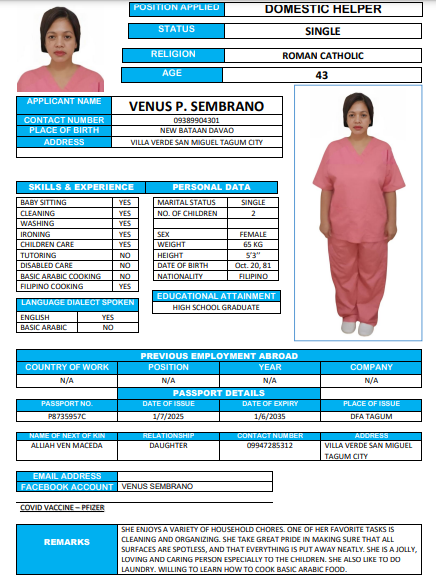 POSITION APPLIED DOMESTIC HELPER
STATUS SINGLE
RELIGION ROMAN CATHOLIC
AGE 43
APPLICANT NAME VENUS P. SEMBRANO
CONTACT NUMBER 09389904301
PLACE OF BIRTH NEW BATAAN DAVAO
ADDRESS VILLA VERDE SAN MIGUEL TAGUM CITY
SKILLS & EXPERIENCE
BABY SITTING YES
CLEANING YES
WASHING YES
IRONING YES
CHILDREN CARE YES
TUTORING NO
DISABLED CARE NO
BASIC ARABIC COOKING NO
FILIPINO COOKING YES
LANGUAGE DIALECT SPOKEN
ENGLISH YES
BASIC ARABIC NO
PERSONAL DATA
MARITAL STATUS SINGLE
NO. OF CHILDREN 2
SEX FEMALE
WEIGHT 65 KG
HEIGHT 5'3''
DATE OF BIRTH Oct. 20, 81
NATIONALITY FILIPINO
EDUCATIONAL ATTAINMENT
HIGH SCHOOL GRADUATE
PREVIOUS EMPLOYMENT ABROAD
COUNTRY OF WORK POSITION YEAR COMPANY
N/A N/A N/A N/A
PASSPORT DETAILS
PASSPORT NO. DATE OF ISSUE DATE OF EXPIRY PLACE OF ISSUE
P8735957C 1/7/2025 1/6/2035 DFA TAGUM
NAME OF NEXT OF KIN RELATIONSHIP CONTACT NUMBER ADDRESS
ALIJAH VEN MACEDA DAUGHTER 09947285312 VILLA VERDE SAN MIGUEL
TAGUM CITY
EMAIL ADDRESS
FACEBOOK ACCOUNT VENUS SEMBRANO
COVID VACCINE – PFIZER
REMARKS
SHE ENJOYS A VARIETY OF HOUSEHOLD CHORES. ONE OF HER FAVORITE TASKS IS
CLEANING AND ORGANIZING. SHE TAKE GREAT PRIDE IN MAKING SURE THAT ALL
SURFACES ARE SPOTLESS, AND THAT EVERYTHING IS PUT AWAY NEATLY. SHE IS A JOLLY,
LOVING AND CARING PERSON ESPECIALLY TO THE CHILDREN. SHE ALSO LIKE TO DO
LAUNDRY. WILLING TO LEARN HOW TO COOK BASIC ARABIC FOOD.